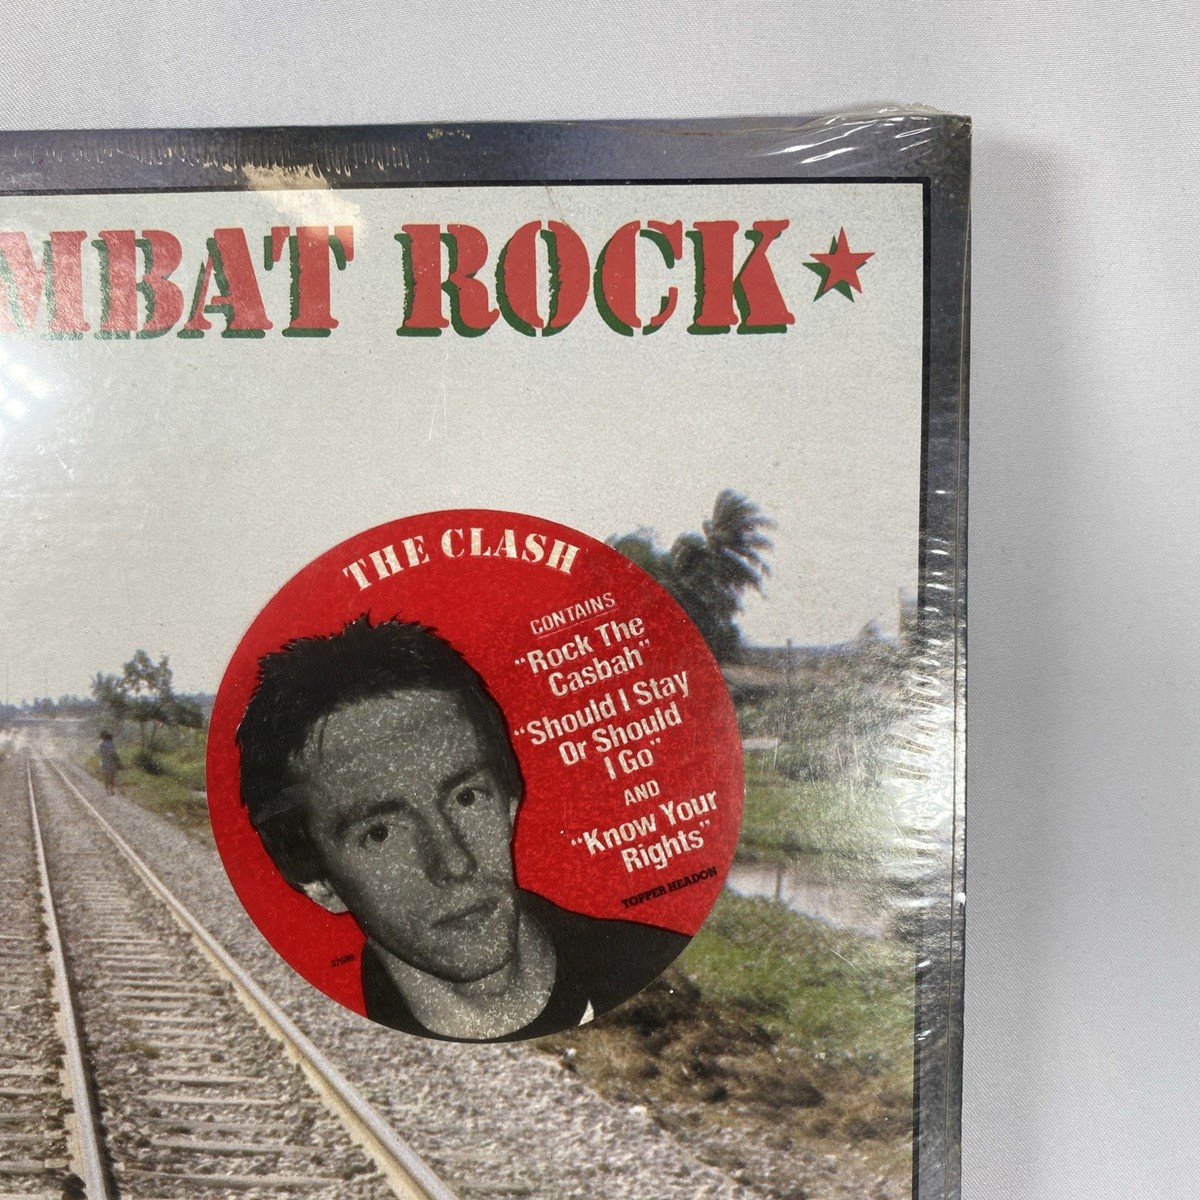 MBAT ROCK★
THE CLASH
CONTAINS
"Rock The
Casbah"
"Should I Stay
Or Should
I Go"
AND
"Know Your
Rights"
TOPPER HEADON